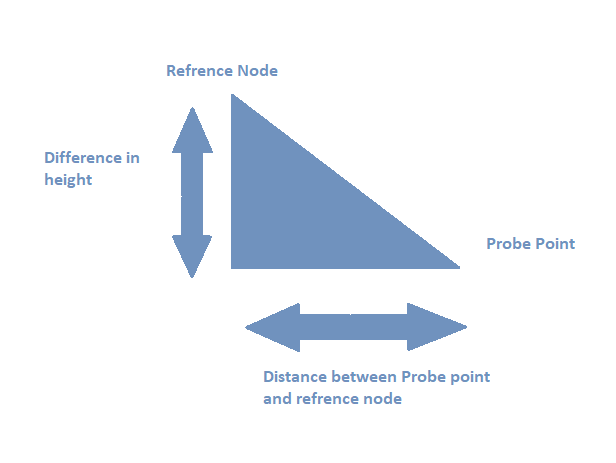 Refrence Node
Difference in
height
Probe Point
Distance between Probe point
and refrence node